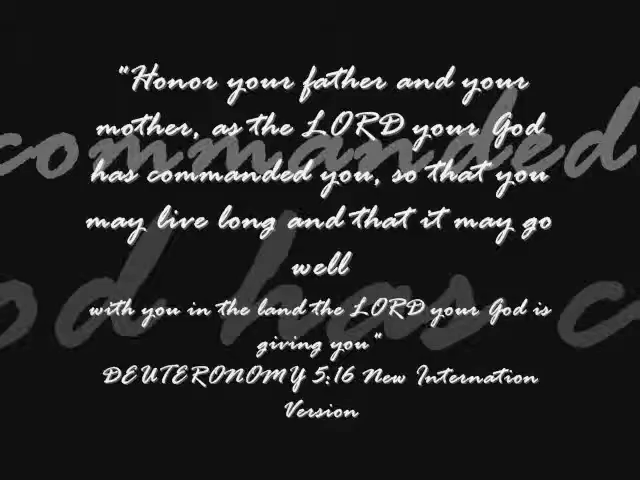 "Honor your father and your
mother, as the LORD your God
has commanded you, so that you
may live long and that it may go
well
with you in the land the LORD your God is
giving you"
DEUTERONOMY 5:16 New Internation
Version
commanded
od has c